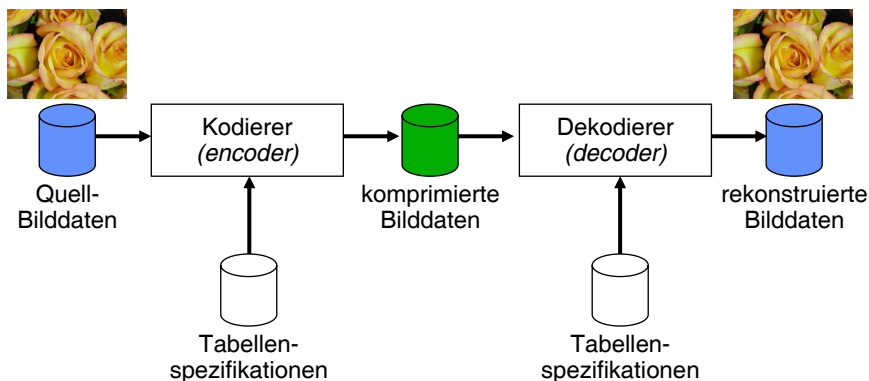 Kodierer
(encoder)
Dekodierer
(decoder)
Quell-
Bilddaten
komprimierte
Bilddaten
rekonstruierte
Bilddaten
Tabellen-
spezifikationen
Tabellen-
spezifikationen